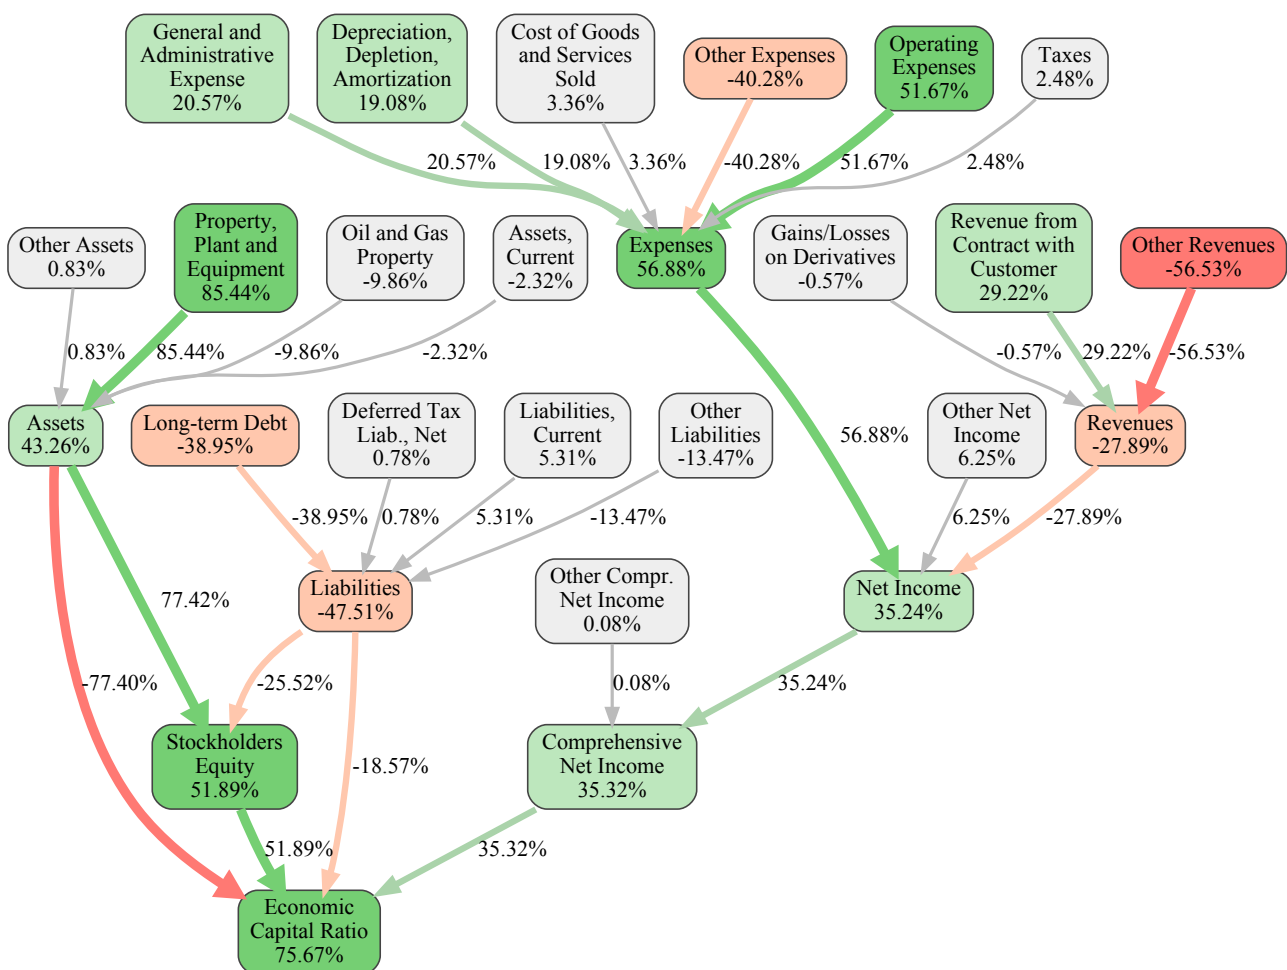 General and
Administrative
Expense
20.57%
Depreciation,
Depletion,
Amortization
19.08%
Cost of Goods
and Services
Sold
3.36%
Other Expenses
-40.28%
Operating
Expenses
51.67%
Taxes
2.48%
20.57%
19.08%
3.36%
-40.28%
51.67%
2.48%
Other Assets
0.83%
Property,
Plant and
Equipment
85.44%
Oil and Gas
Property
-9.86%
Assets,
Current
-2.32%
Expenses
56.88%
Gains/Losses
on Derivatives
-0.57%
Revenue from
Contract with
Customer
29.22%
Other Revenues
-56.53%
0.83%
85.44%
-9.86%
-2.32%
-0.57%
29.22%
-56.53%
Assets
43.26%
Long-term Debt
-38.95%
Deferred Tax
Liab., Net
0.78%
Liabilities,
Current
5.31%
Other
Liabilities
-13.47%
56.88%
Other Net
Income
6.25%
Revenues
-27.89%
-38.95%
0.78%
5.31%
-13.47%
6.25%
-27.89%
77.42%
Liabilities
-47.51%
Other Compr.
Net Income
0.08%
Net Income
35.24%
-77.40%
-25.52%
0.08%
35.24%
Stockholders
Equity
51.89%
-18.57%
Comprehensive
Net Income
35.32%
51.89%
35.32%
Economic
Capital Ratio
75.67%